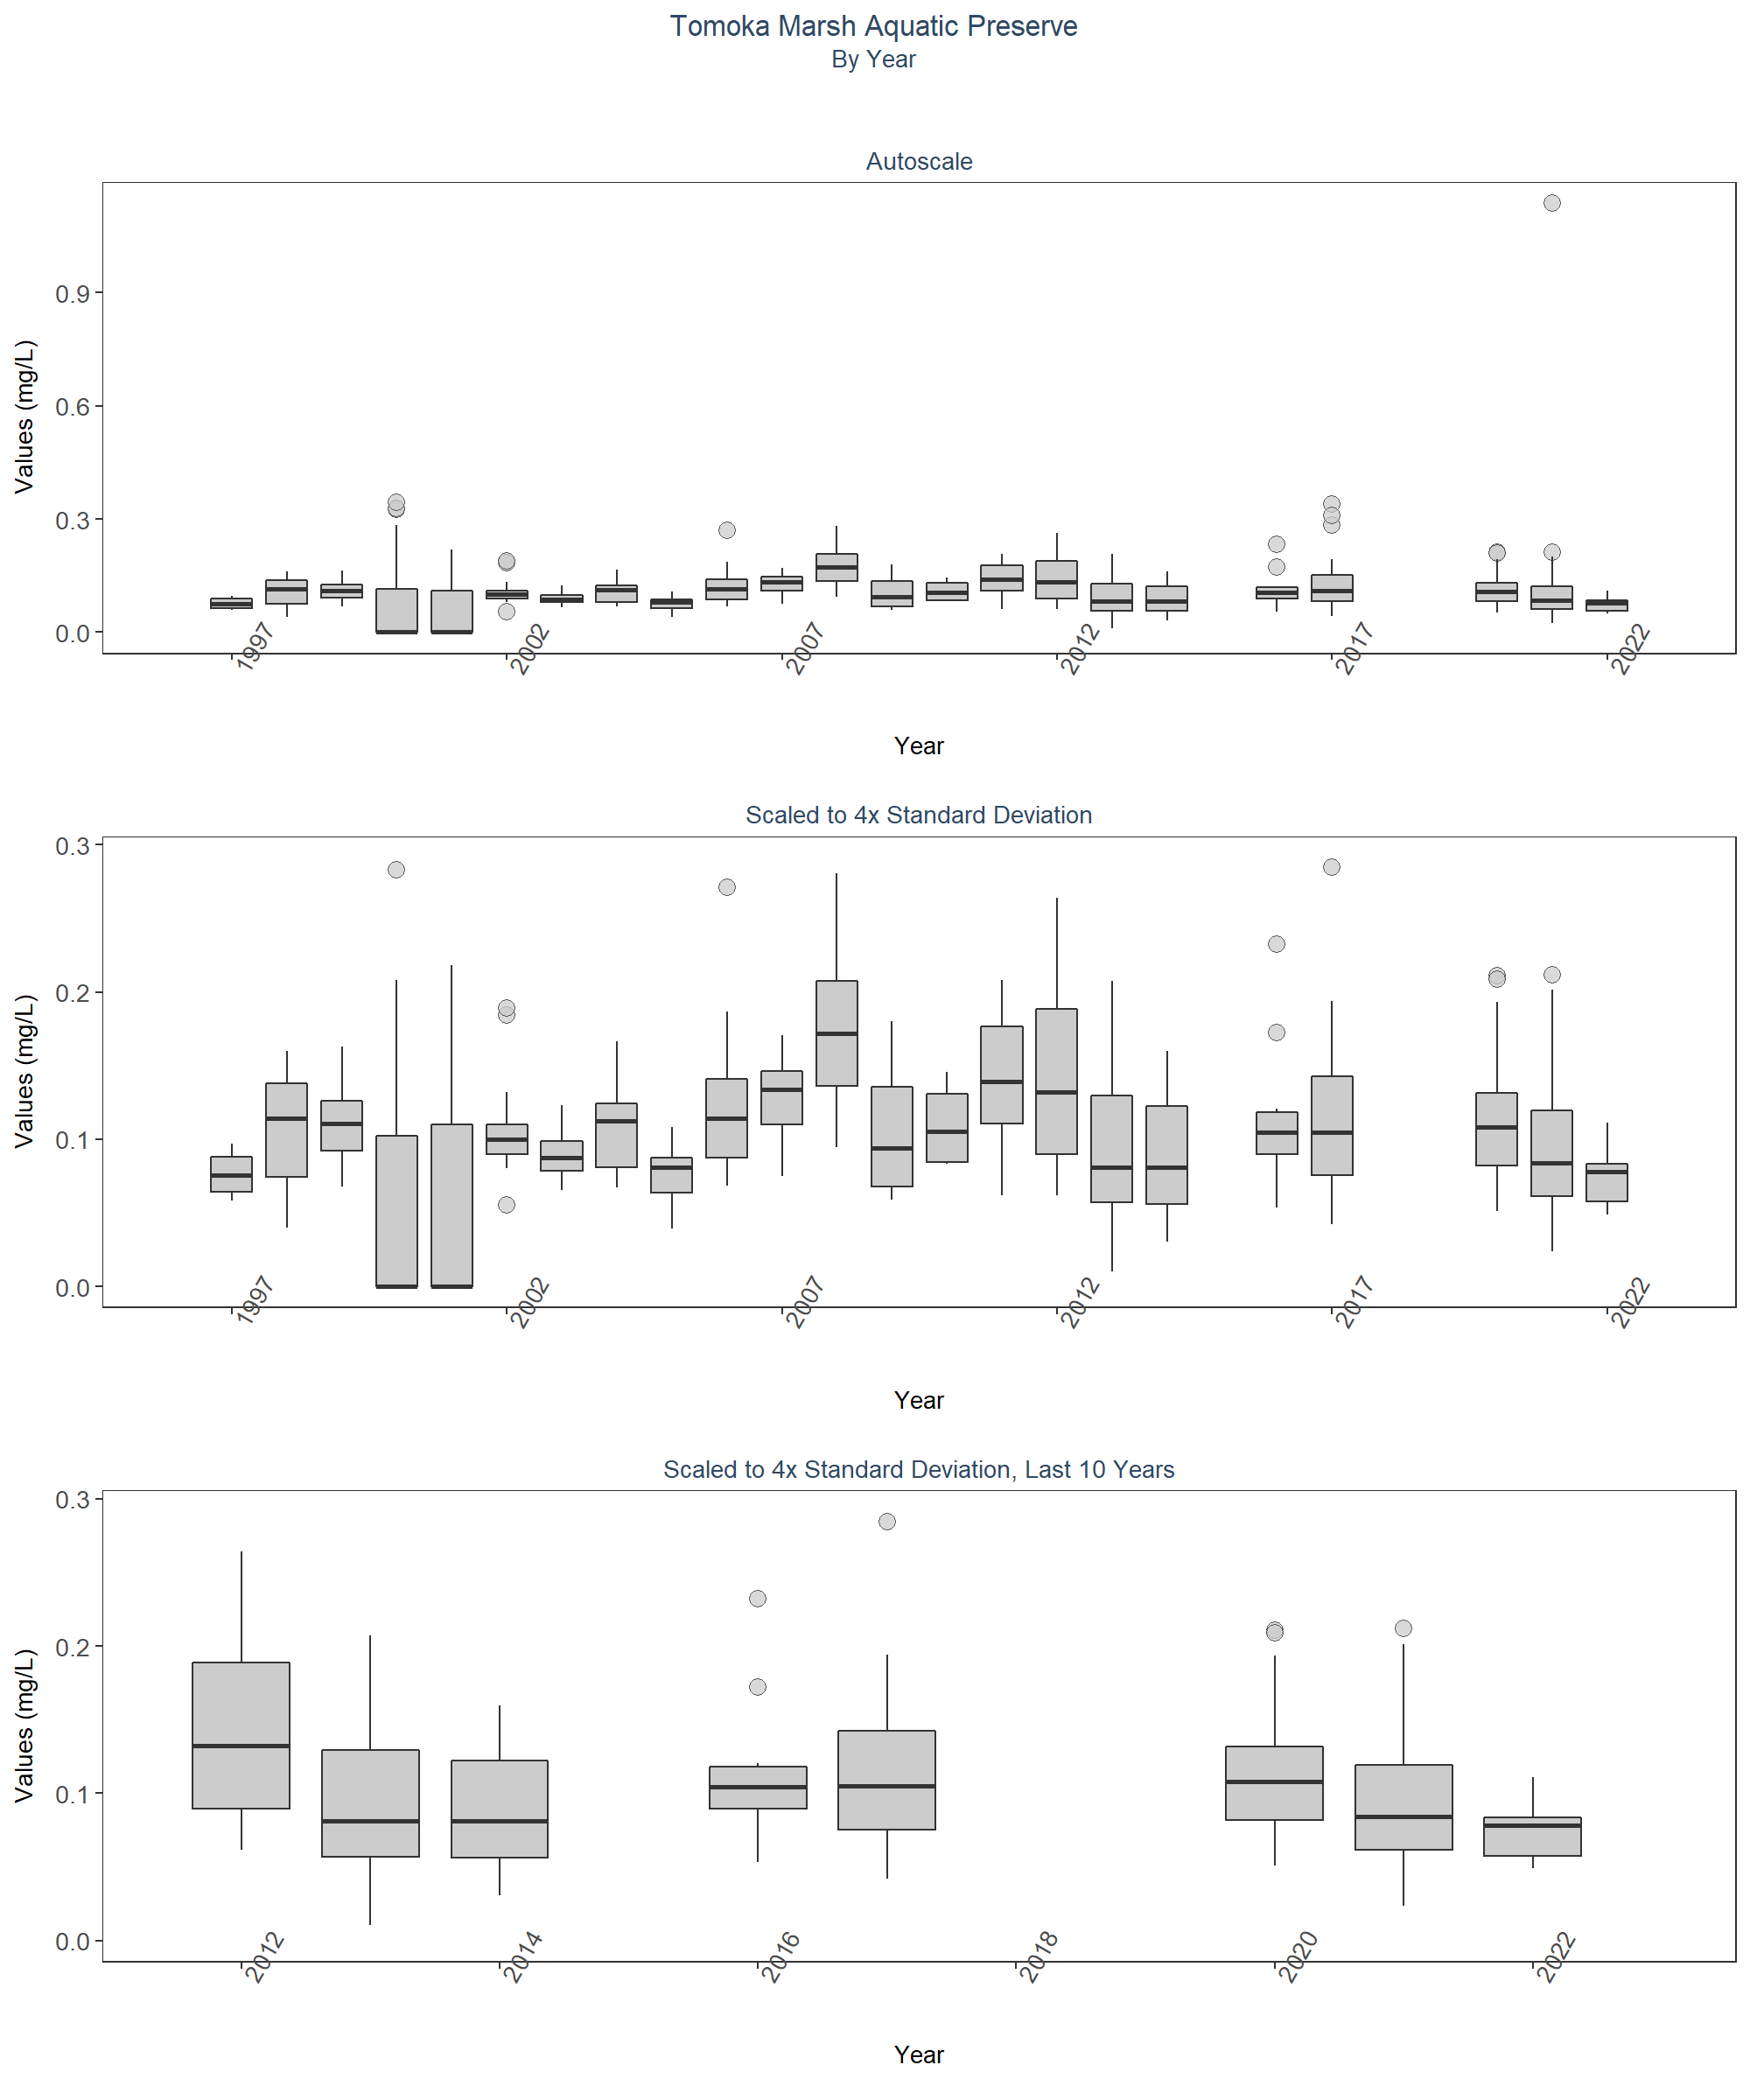 Tomoka Marsh Aquatic Preserve
By Year
Autoscale
Values (mg/L)
0.9
0.6
0.3
0.0
1997
2002
2007
2012
2017
2022
Year
Scaled to 4x Standard Deviation
Values (mg/L)
0.3
0.2
0.1
0.0
1997
2002
2007
2012
2017
2022
Year
Scaled to 4x Standard Deviation, Last 10 Years
Values (mg/L)
0.3
0.2
0.1
0.0
2012
2014
2016
2018
2020
2022
Year